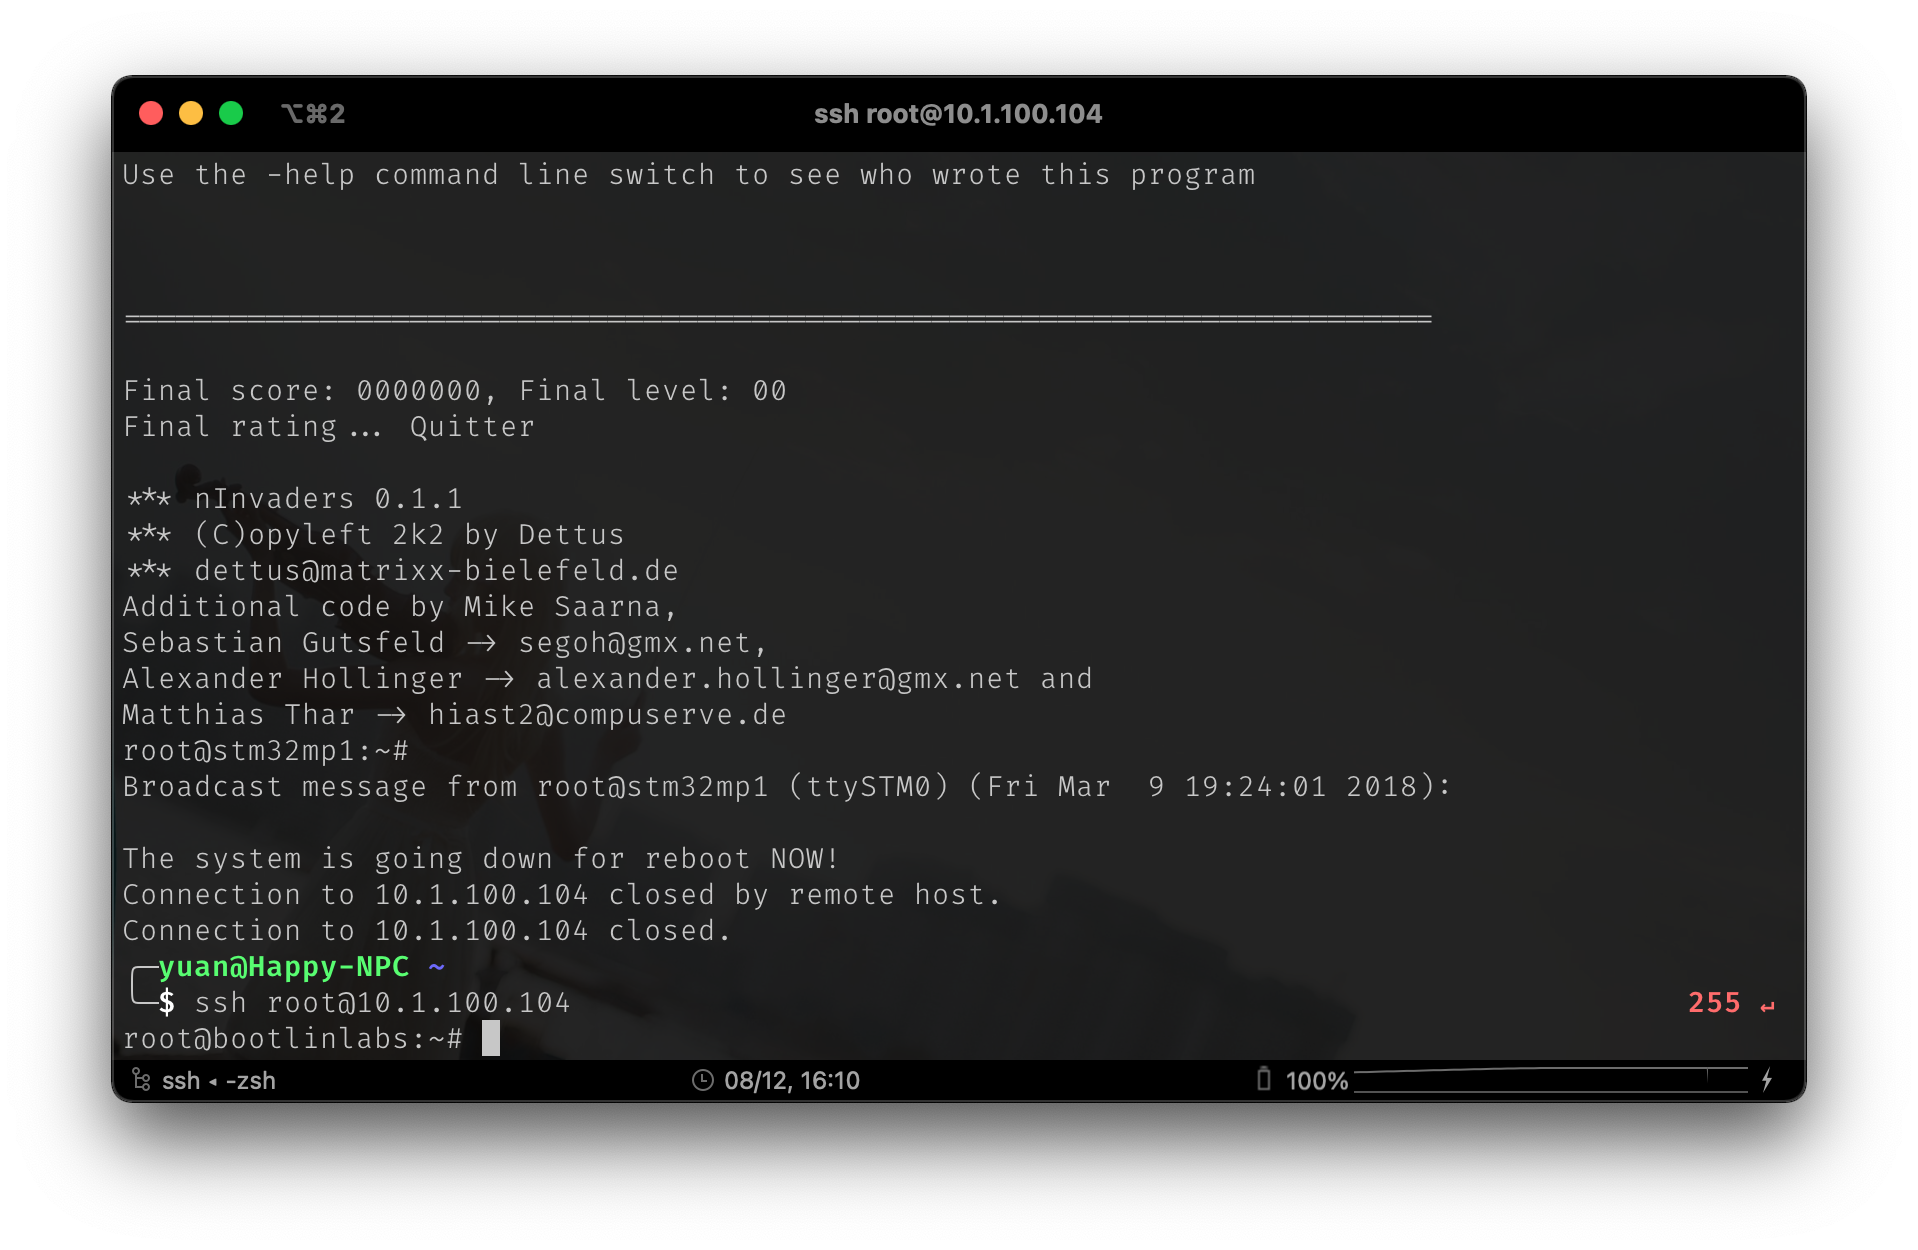 ⌥⌘2
ssh root@10.1.100.104
Use the -help command line switch to see who wrote this program
========================================================================
Final score: 0000000, Final level: 00
Final rating... Quitter
*** nInvaders 0.1.1
*** (C)opyleft 2k2 by Dettus
*** dettus@matrixx-bielefeld.de
Additional code by Mike Saarna,
Sebastian Gutsfeld -> segoh@gmx.net,
Alexander Hollinger -> alexander.hollinger@gmx.net and
Matthias Thar -> hiast2@compuserve.de
root@stm32mp1:~#
Broadcast message from root@stm32mp1 (ttySTM0) (Fri Mar  9 19:24:01 2018):
The system is going down for reboot NOW!
Connection to 10.1.100.104 closed by remote host.
Connection to 10.1.100.104 closed.
╭─yuan@Happy-NPC ~
╰─$ ssh root@10.1.100.104 255 ↵
root@bootlinlabs:~#
ssh ◂ -zsh 08/12, 16:10 100%